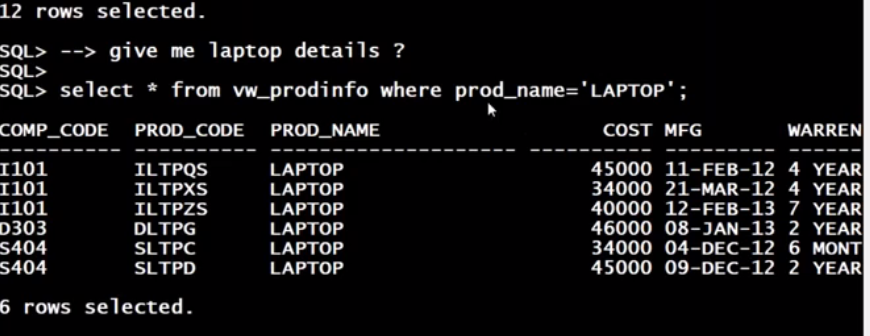 12 rows selected.
SQL> --> give me laptop details ?
SQL>
SQL> select * from vw_prodinfo where prod_name='LAPTOP';
COMP_CODE PROD_CODE PROD_NAME COST MFG WARREN
---------- ---------- -------------------- ---------- --------- ------
I101 ILTPQS LAPTOP 45000 11-FEB-12 4 YEAR
I101 ILTPXS LAPTOP 34000 21-MAR-12 4 YEAR
I101 ILTPZS LAPTOP 40000 12-FEB-13 7 YEAR
D303 DLTPG LAPTOP 46000 08-JAN-13 2 YEAR
S404 SLTPC LAPTOP 34000 04-DEC-12 6 MONT
S404 SLTPD LAPTOP 45000 09-DEC-12 2 YEAR
6 rows selected.